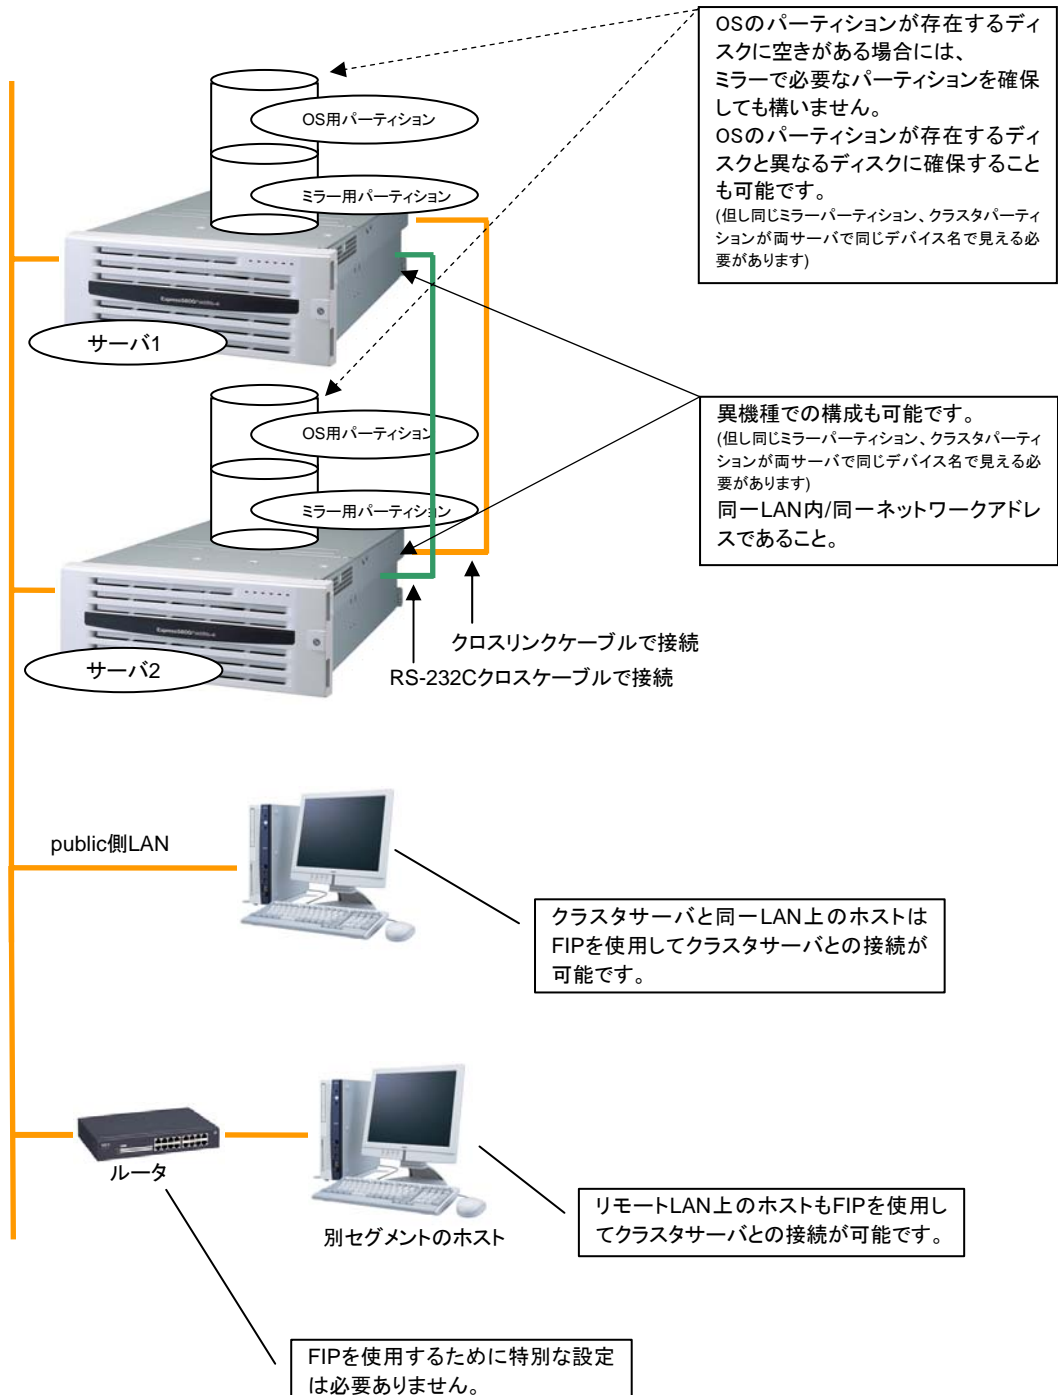 OSのパーティションが存在するディ
スクに空きがある場合には、
ミラーで必要なパーティションを確保
しても構いません。
OSのパーティションが存在するディ
スクと異なるディスクに確保すること
も可能です。
(但し同じミラーパーティション、クラスタパーティ
ションが両サーバで同じデバイス名で見える必
要があります)
OS用パーティション
ミラー用パーティション
サーバ1
OS用パーティション
ミラー用パーティション
サーバ2
異機種での構成も可能です。
(但し同じミラーパーティション、クラスタパーティ
ションが両サーバで同じデバイス名で見える必
要があります)
同一LAN内/同一ネットワークアドレ
スであること。
クロスリンクケーブルで接続
RS-232Cクロスケーブルで接続
public側LAN
クラスタサーバと同一LAN上のホストは
FIPを使用してクラスタサーバとの接続が
可能です。
ルータ
別セグメントのホスト
リモートLAN上のホストもFIPを使用し
てクラスタサーバとの接続が可能です。
FIPを使用するために特別な設定
は必要ありません。